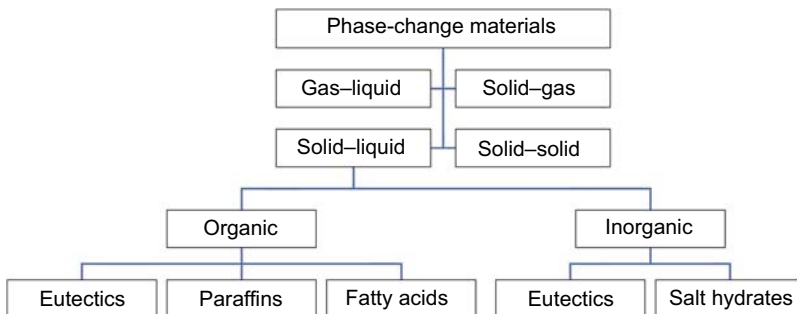 Phase-change materials
Gas–liquid
Solid–gas
Solid–liquid
Solid–solid
Organic
Inorganic
Eutectics
Paraffins
Fatty acids
Eutectics
Salt hydrates